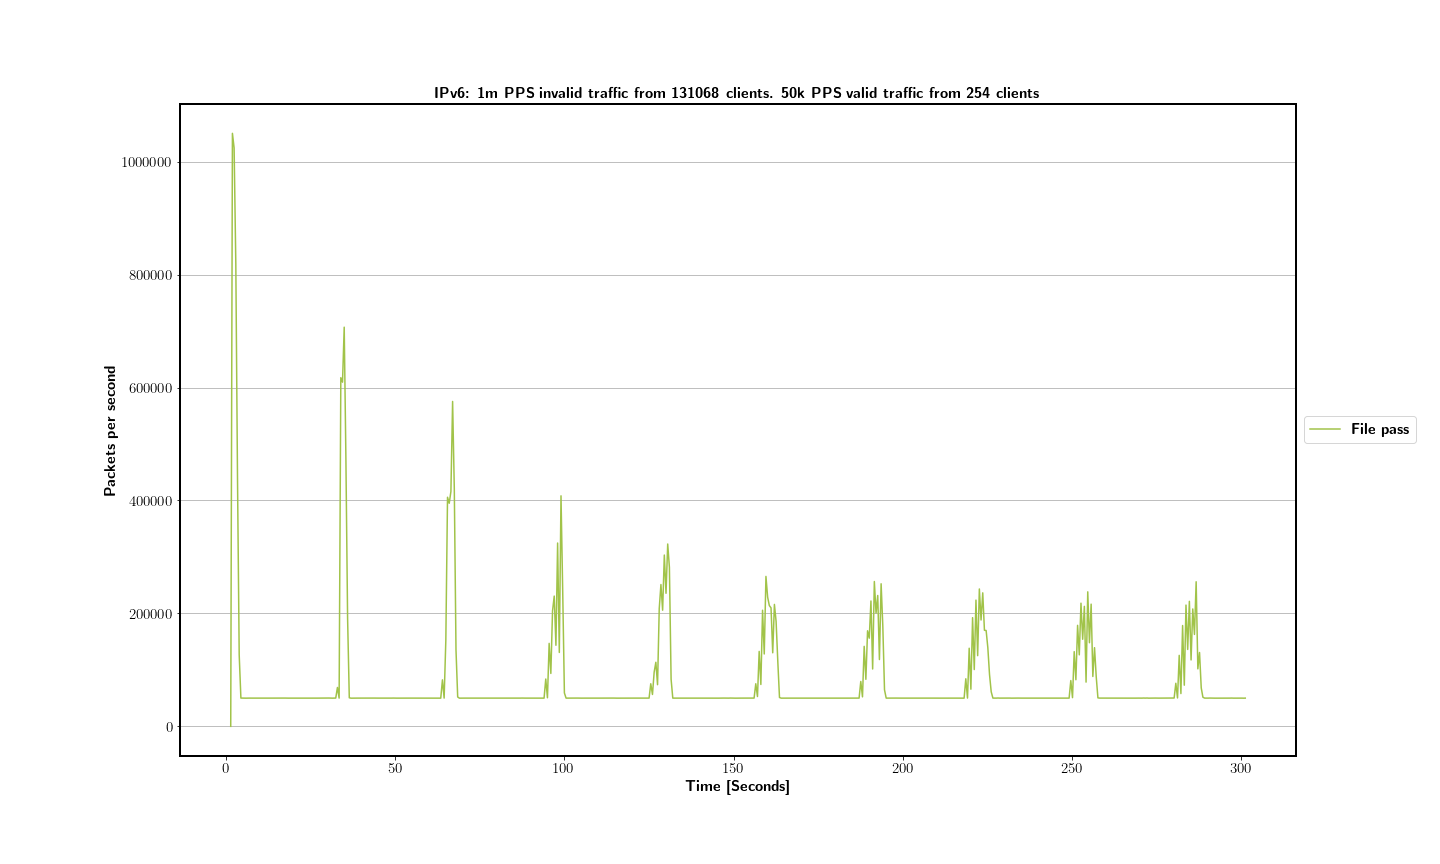 IPv6: 1m PPS invalid traffic from 131068 clients. 50k PPS valid traffic from 254 clients
Packets per second
1000000
800000
600000
400000
200000
0
0 50 100 150 200 250 300
Time [Seconds]
File pass